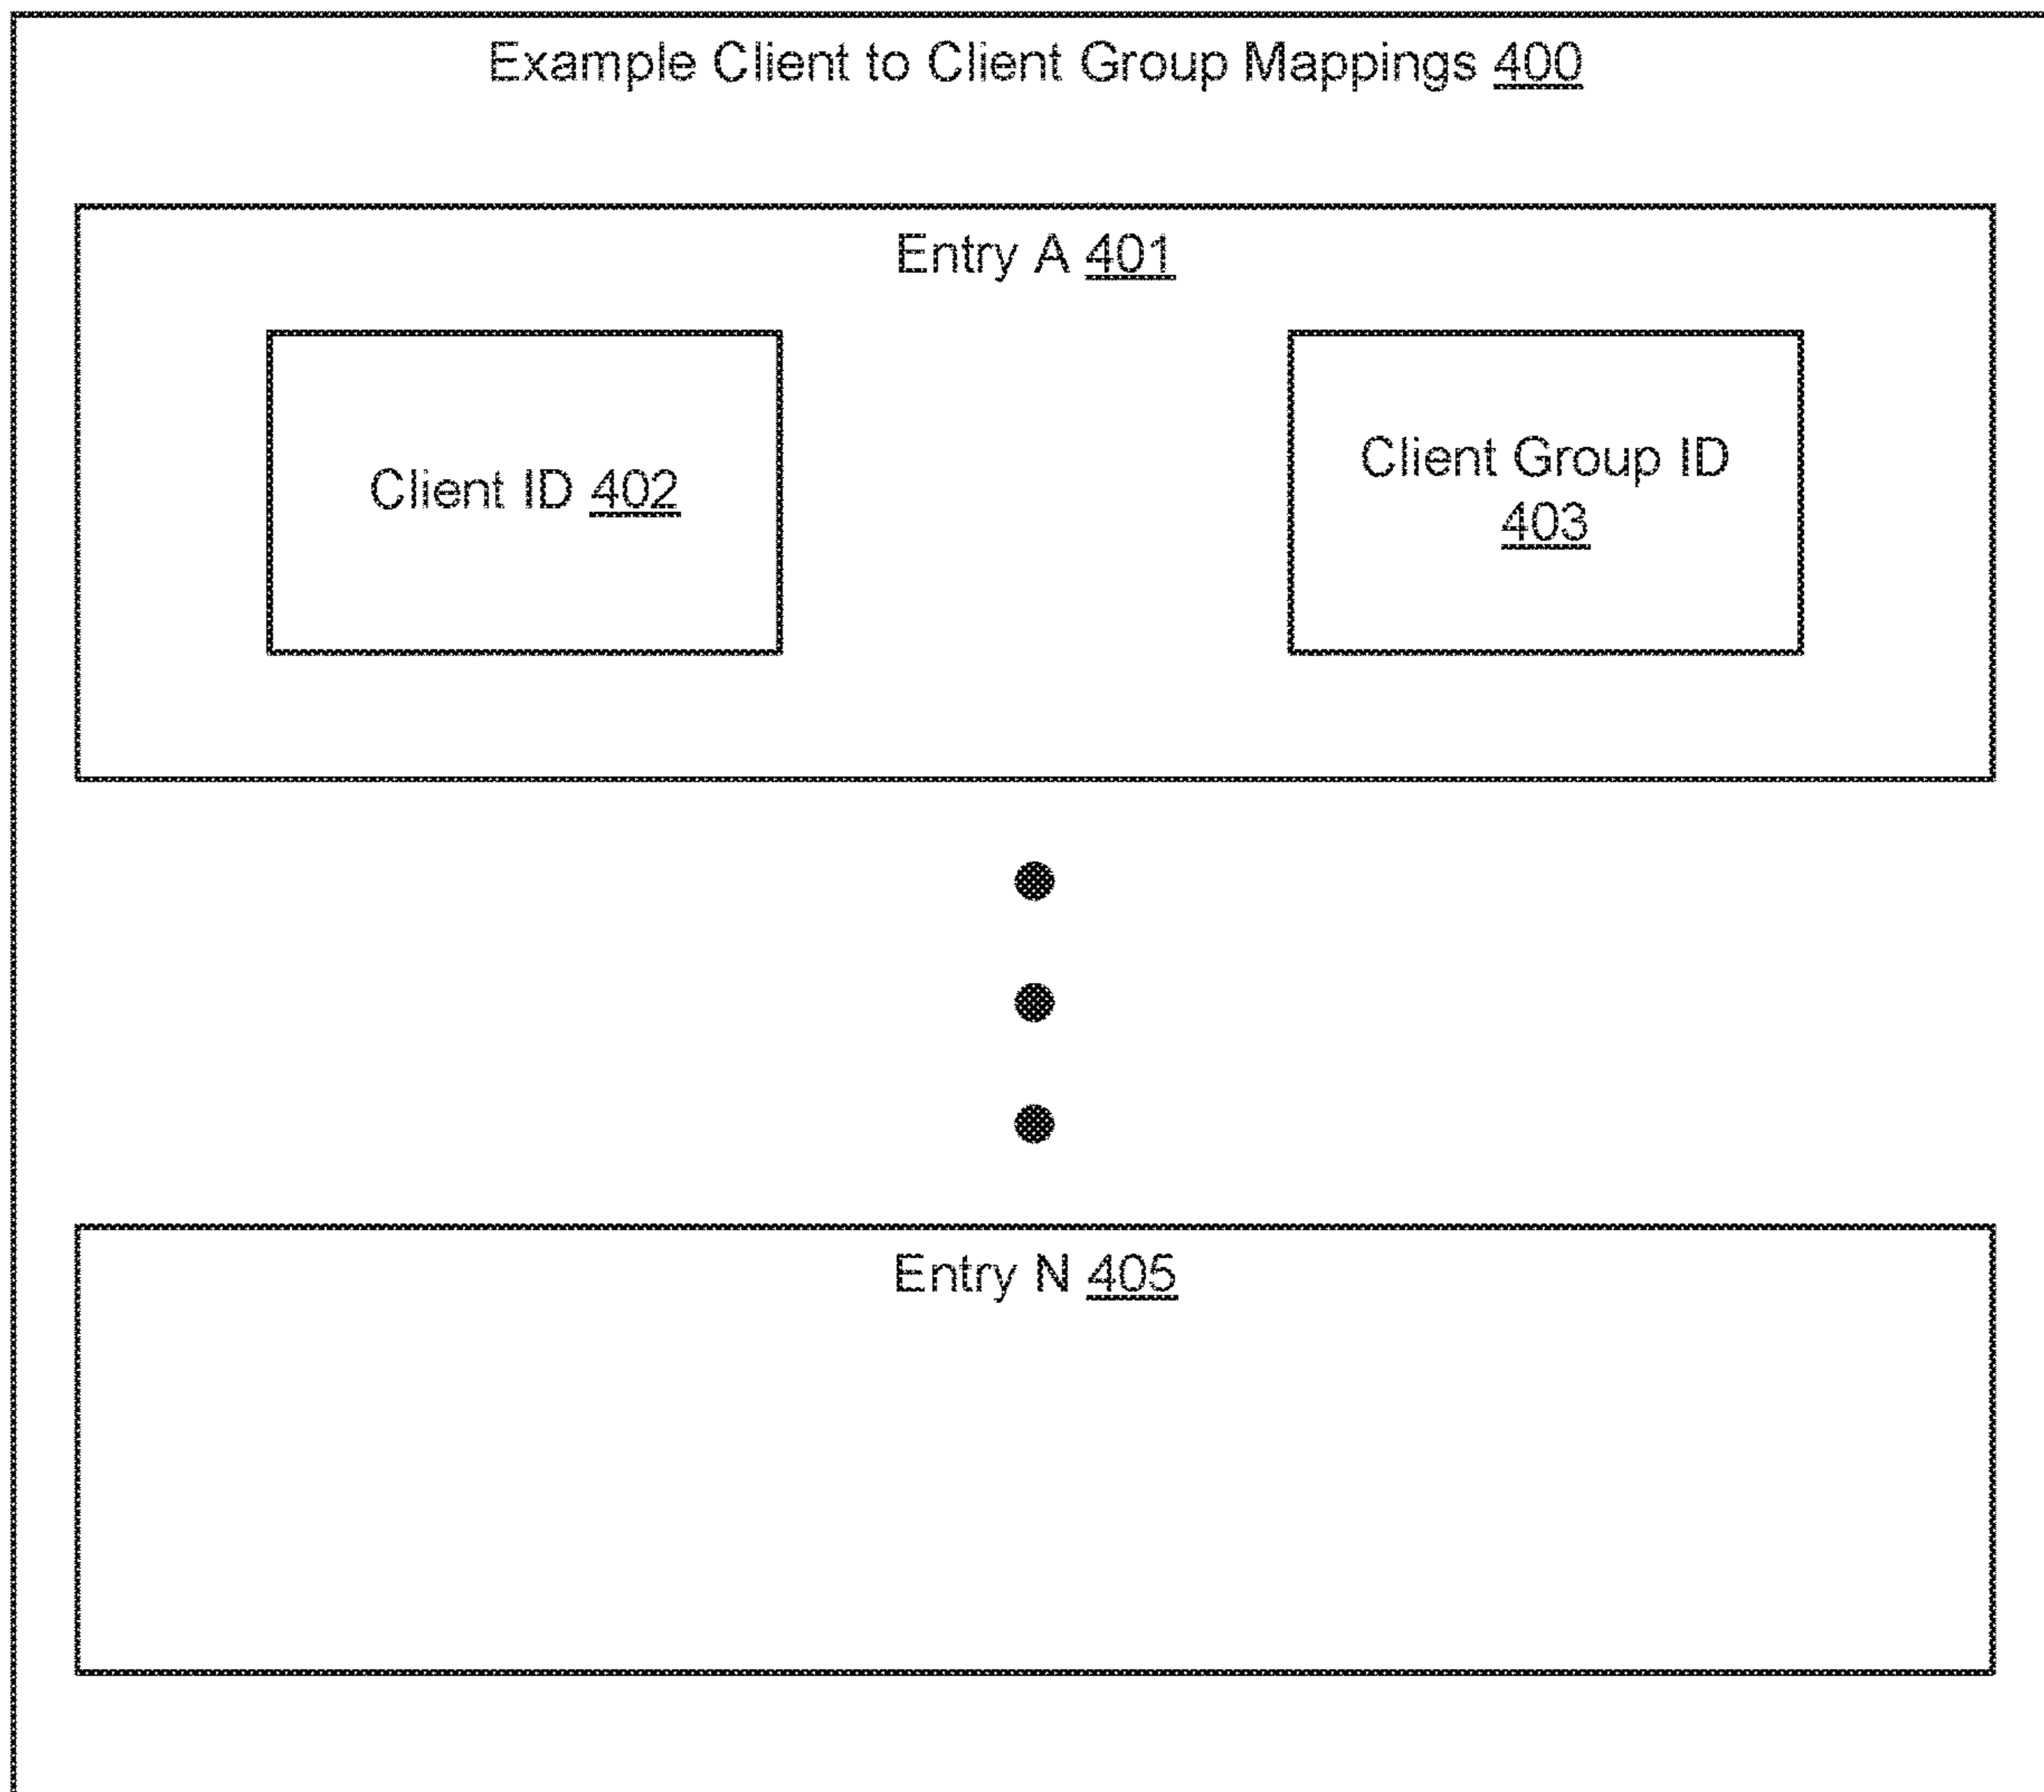 Example Client to Client Group Mappings 400
Entry A 401
Client ID 402
Client Group ID
403
Entry N 405